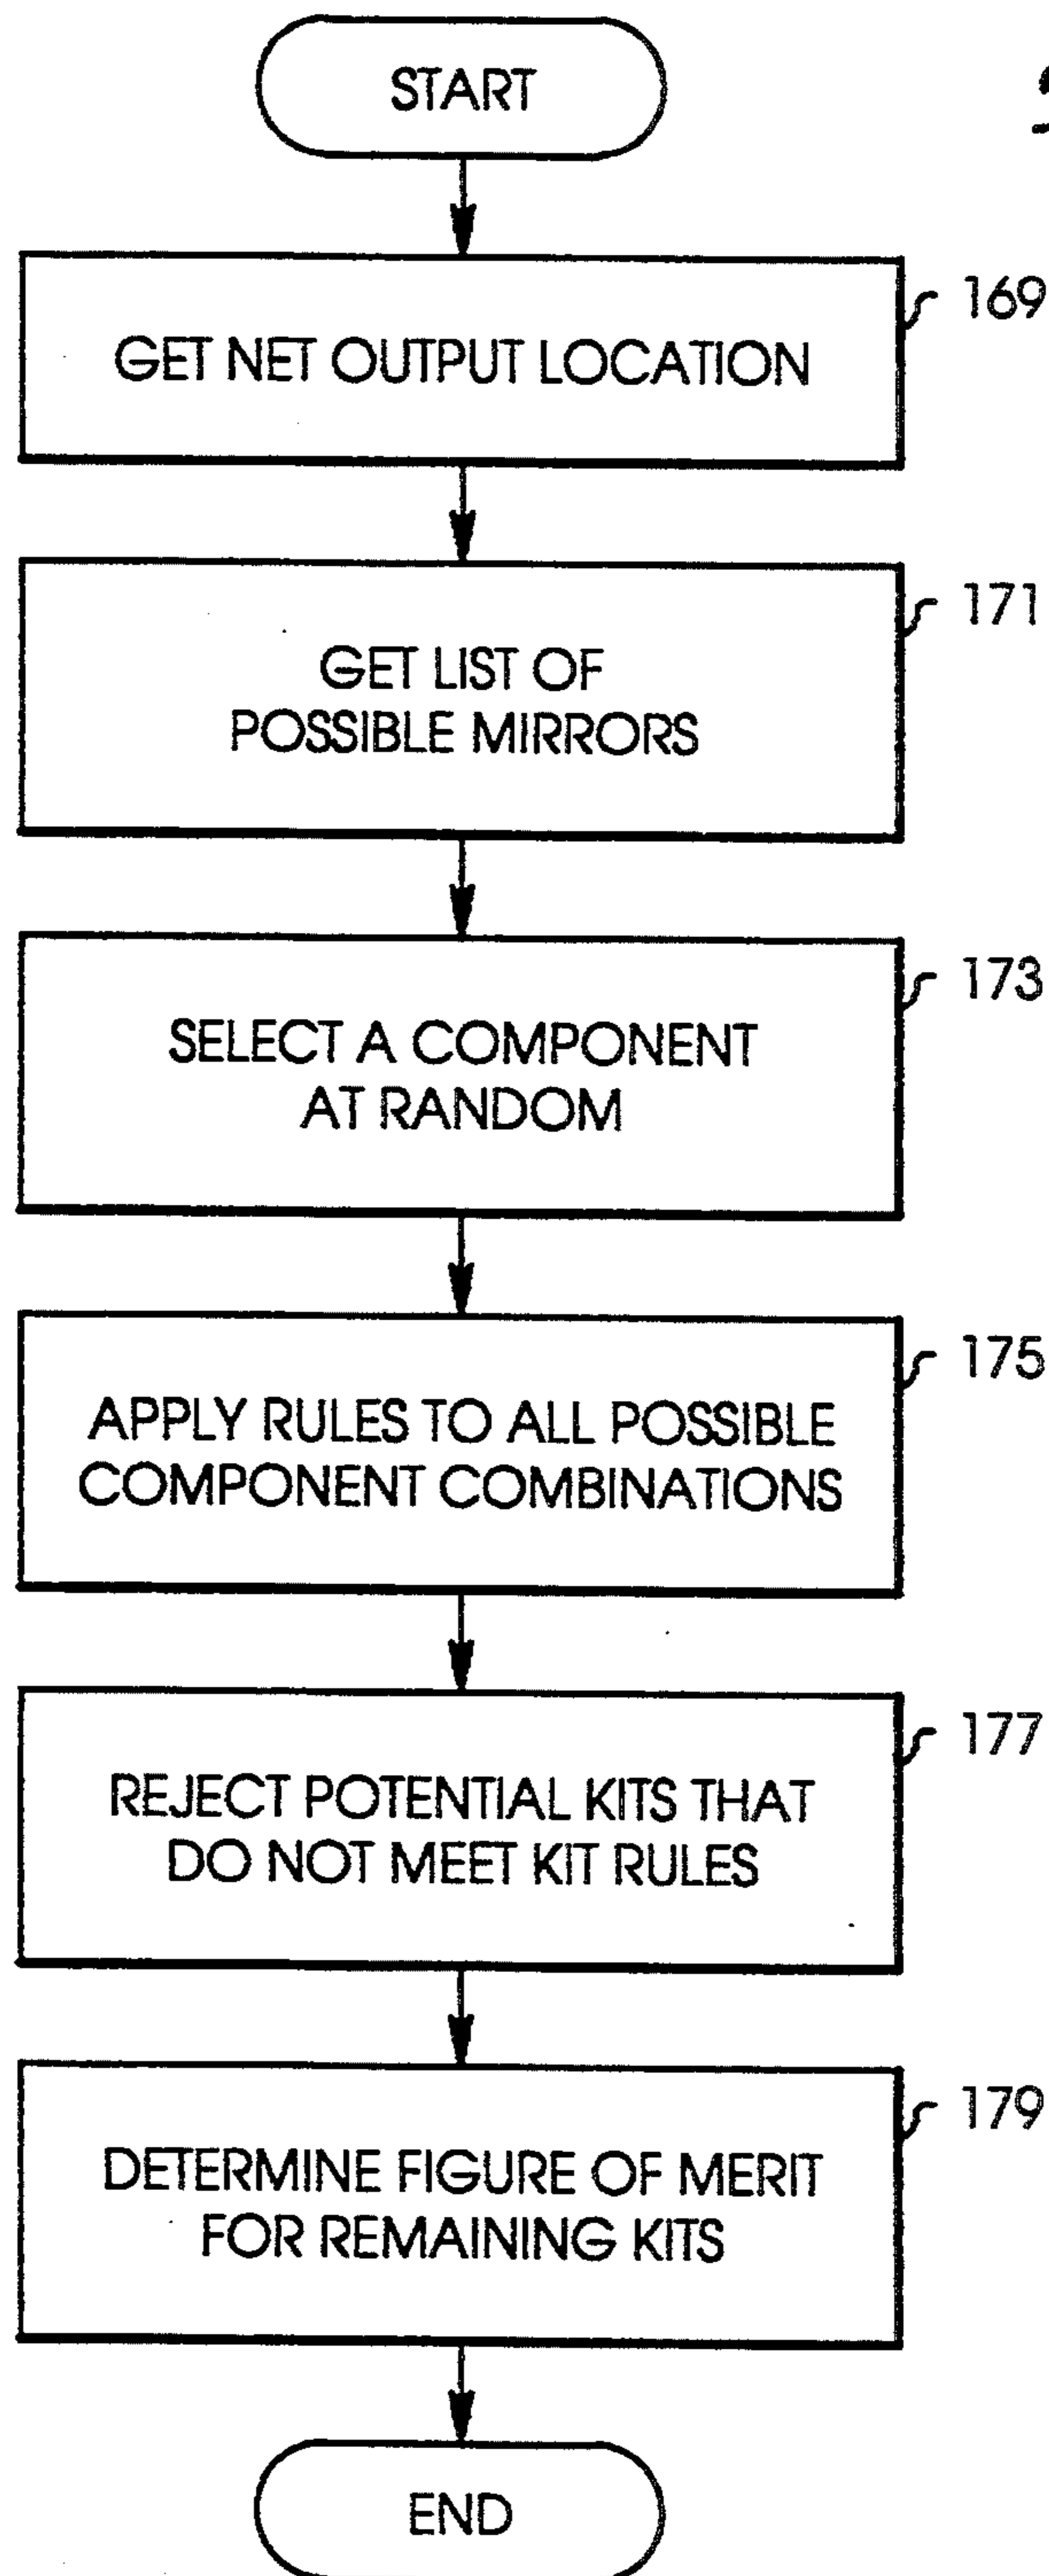 START
GET NET OUTPUT LOCATION
169
GET LIST OF
POSSIBLE MIRRORS
171
SELECT A COMPONENT
AT RANDOM
173
APPLY RULES TO ALL POSSIBLE
COMPONENT COMBINATIONS
175
REJECT POTENTIAL KITS THAT
DO NOT MEET KIT RULES
177
DETERMINE FIGURE OF MERIT
FOR REMAINING KITS
179
END